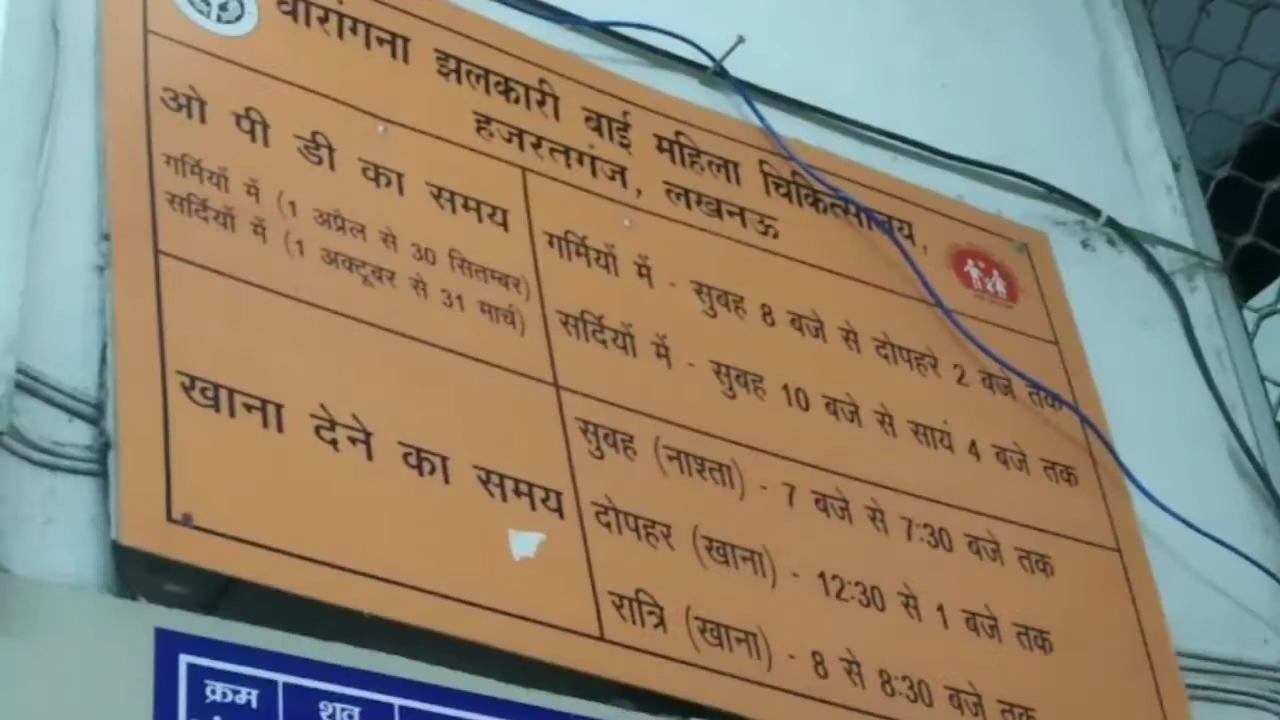 वीरांगना झलकारी बाई महिला चिकित्सालय,
हजरतगंज, लखनऊ
ओ पी डी का समय
गर्मियों में (1 अप्रैल से 30 सितम्बर)
सर्दियों में (1 अक्टूबर से 31 मार्च)
गर्मियों में - सुबह 8 बजे से दोपहर 2 बजे तक
सर्दियों में - सुबह 10 बजे से सायं 4 बजे तक
खाना देने का समय
सुबह (नाश्ता) - 7 बजे से 7:30 बजे तक
दोपहर (खाना) - 12:30 से 1 बजे तक
रात्रि (खाना) - 8 से 8:30 बजे तक
क्रम